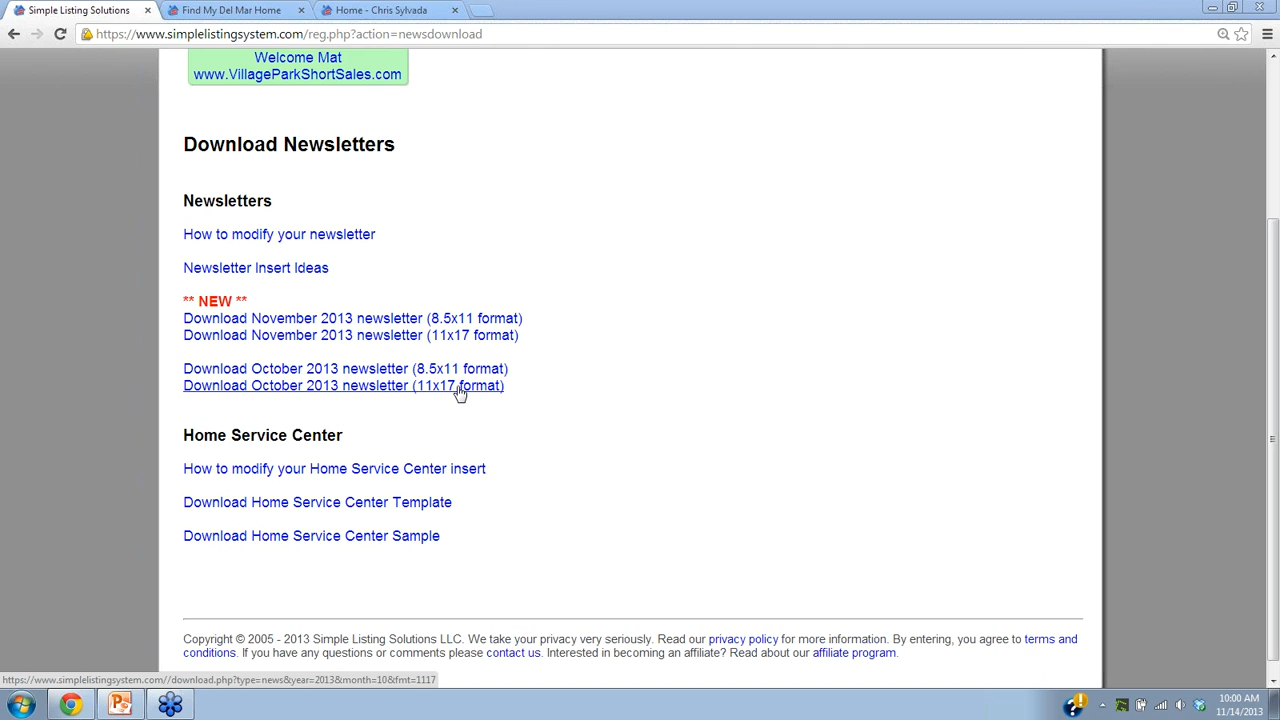 Simple Listing Solutions
Find My Del Mar Home
Home - Chris Sylvada
https://www.simplelistingsystem.com/reg.php?action=newsdownload
Welcome Mat
www.VillageParkShortSales.com
Download Newsletters
Newsletters
How to modify your newsletter
Newsletter Insert Ideas
** NEW **
Download November 2013 newsletter (8.5x11 format)
Download November 2013 newsletter (11x17 format)
Download October 2013 newsletter (8.5x11 format)
Download October 2013 newsletter (11x17 format)
Home Service Center
How to modify your Home Service Center insert
Download Home Service Center Template
Download Home Service Center Sample
Copyright © 2005 - 2013 Simple Listing Solutions LLC. We take your privacy very seriously. Read our privacy policy for more information. By entering, you agree to terms and
conditions. If you have any questions or comments please contact us. Interested in becoming an affiliate? Read about our affiliate program.
https://www.simplelistingsystem.com//download.php?type=news&year=2013&month=10&fmt=1117
10:00 AM
11/14/2013